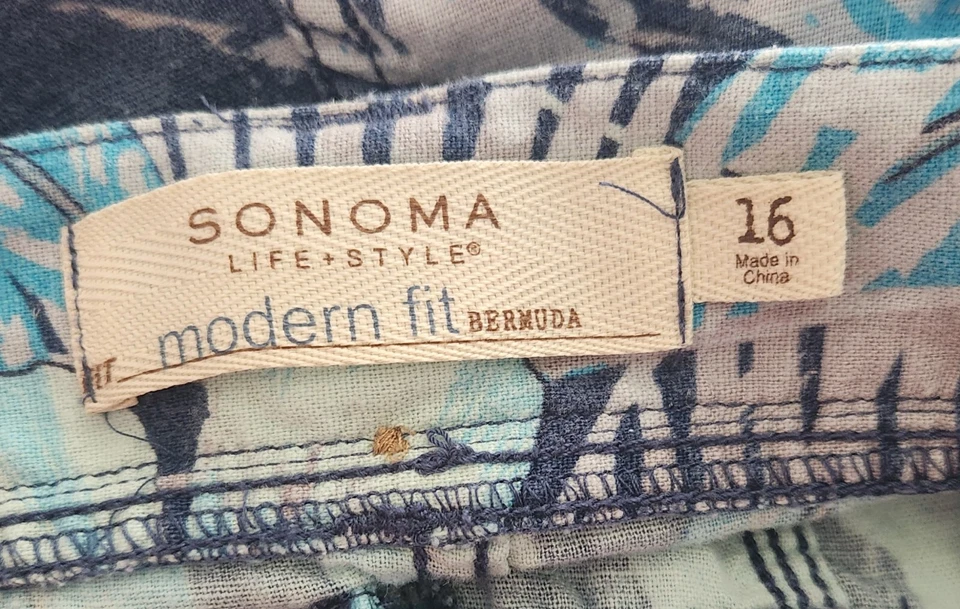 SONOMA
LIFE+STYLE®
modern fit BERMUDA
16
Made in
China